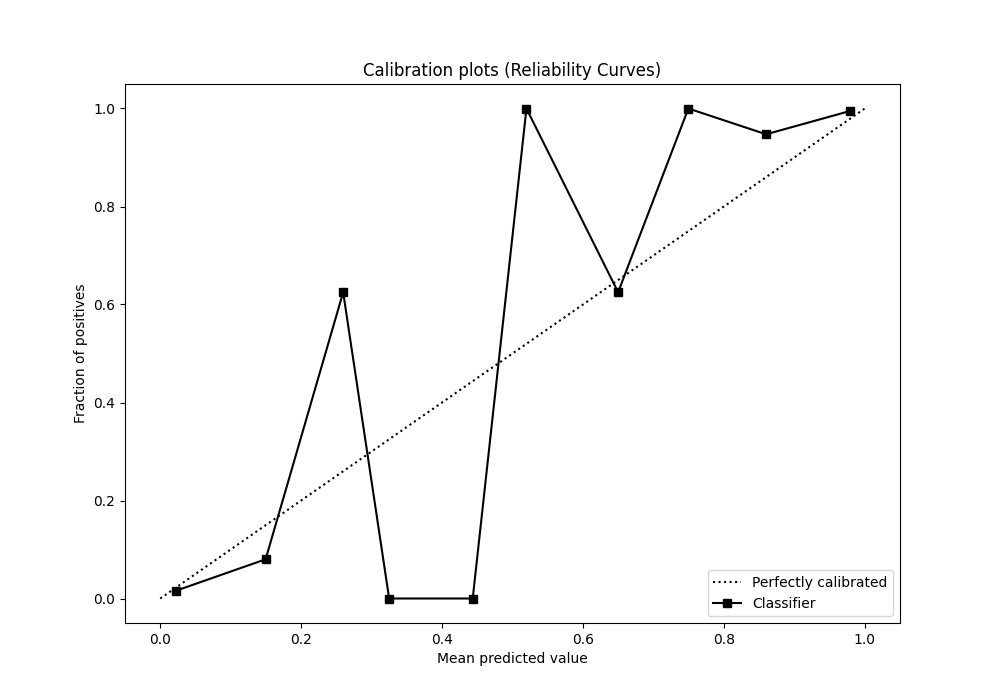 Calibration plots (Reliability Curves)
1.0
0.8
0.6
0.4
0.2
0.0
Fraction of positives
0.0 0.2 0.4 0.6 0.8 1.0
Mean predicted value
Perfectly calibrated
Classifier